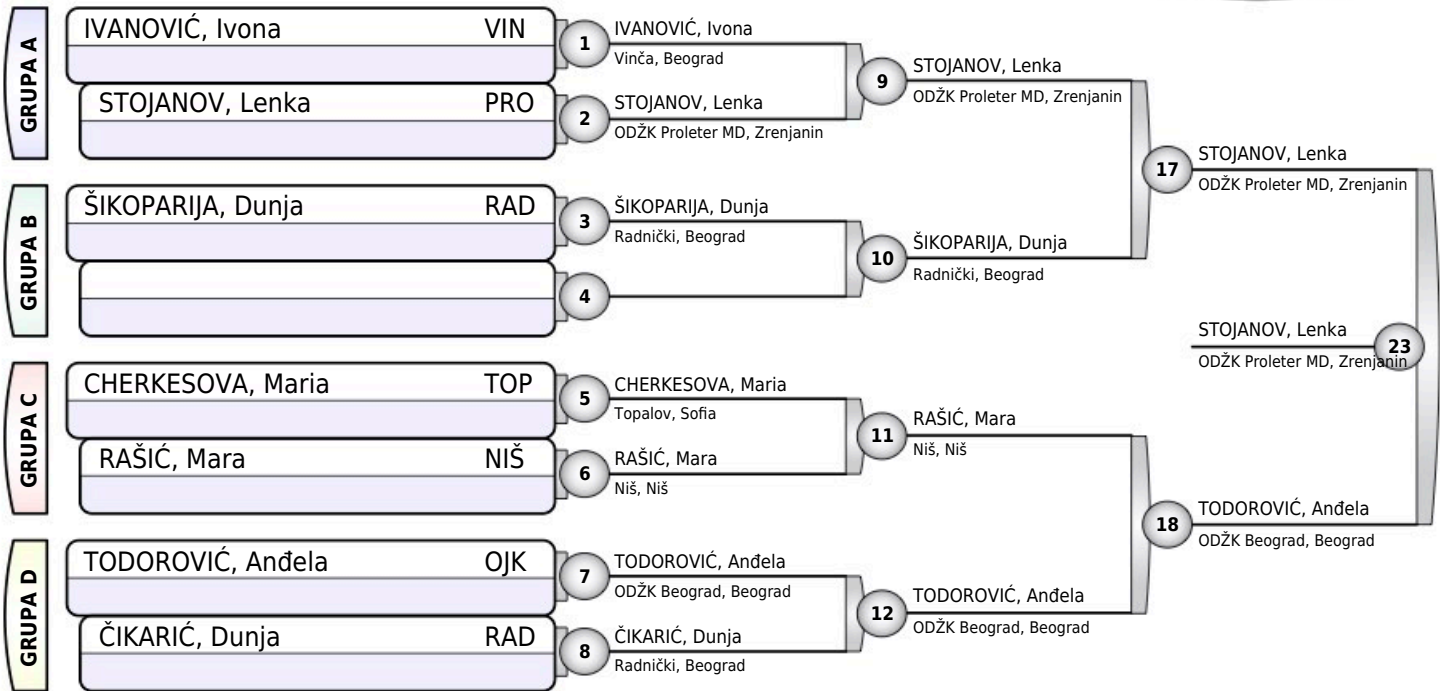 GRUPA A
IVANOVIĆ, Ivona VIN
STOJANOV, Lenka PRO
GRUPA B
ŠIKOPARIJA, Dunja RAD
GRUPA C
CHERKESOVA, Maria TOP
RAŠIĆ, Mara NIŠ
GRUPA D
TODOROVIĆ, Anđela OJK
ČIKARIĆ, Dunja RAD
1
IVANOVIĆ, Ivona
Vinča, Beograd
2
STOJANOV, Lenka
ODŽK Proleter MD, Zrenjanin
3
ŠIKOPARIJA, Dunja
Radnički, Beograd
4
5
CHERKESOVA, Maria
Topalov, Sofia
6
RAŠIĆ, Mara
Niš, Niš
7
TODOROVIĆ, Anđela
ODŽK Beograd, Beograd
8
ČIKARIĆ, Dunja
Radnički, Beograd
9
STOJANOV, Lenka
ODŽK Proleter MD, Zrenjanin
10
ŠIKOPARIJA, Dunja
Radnički, Beograd
11
RAŠIĆ, Mara
Niš, Niš
12
TODOROVIĆ, Anđela
ODŽK Beograd, Beograd
17
STOJANOV, Lenka
ODŽK Proleter MD, Zrenjanin
18
TODOROVIĆ, Anđela
ODŽK Beograd, Beograd
STOJANOV, Lenka
ODŽK Proleter MD, Zrenjanin
23